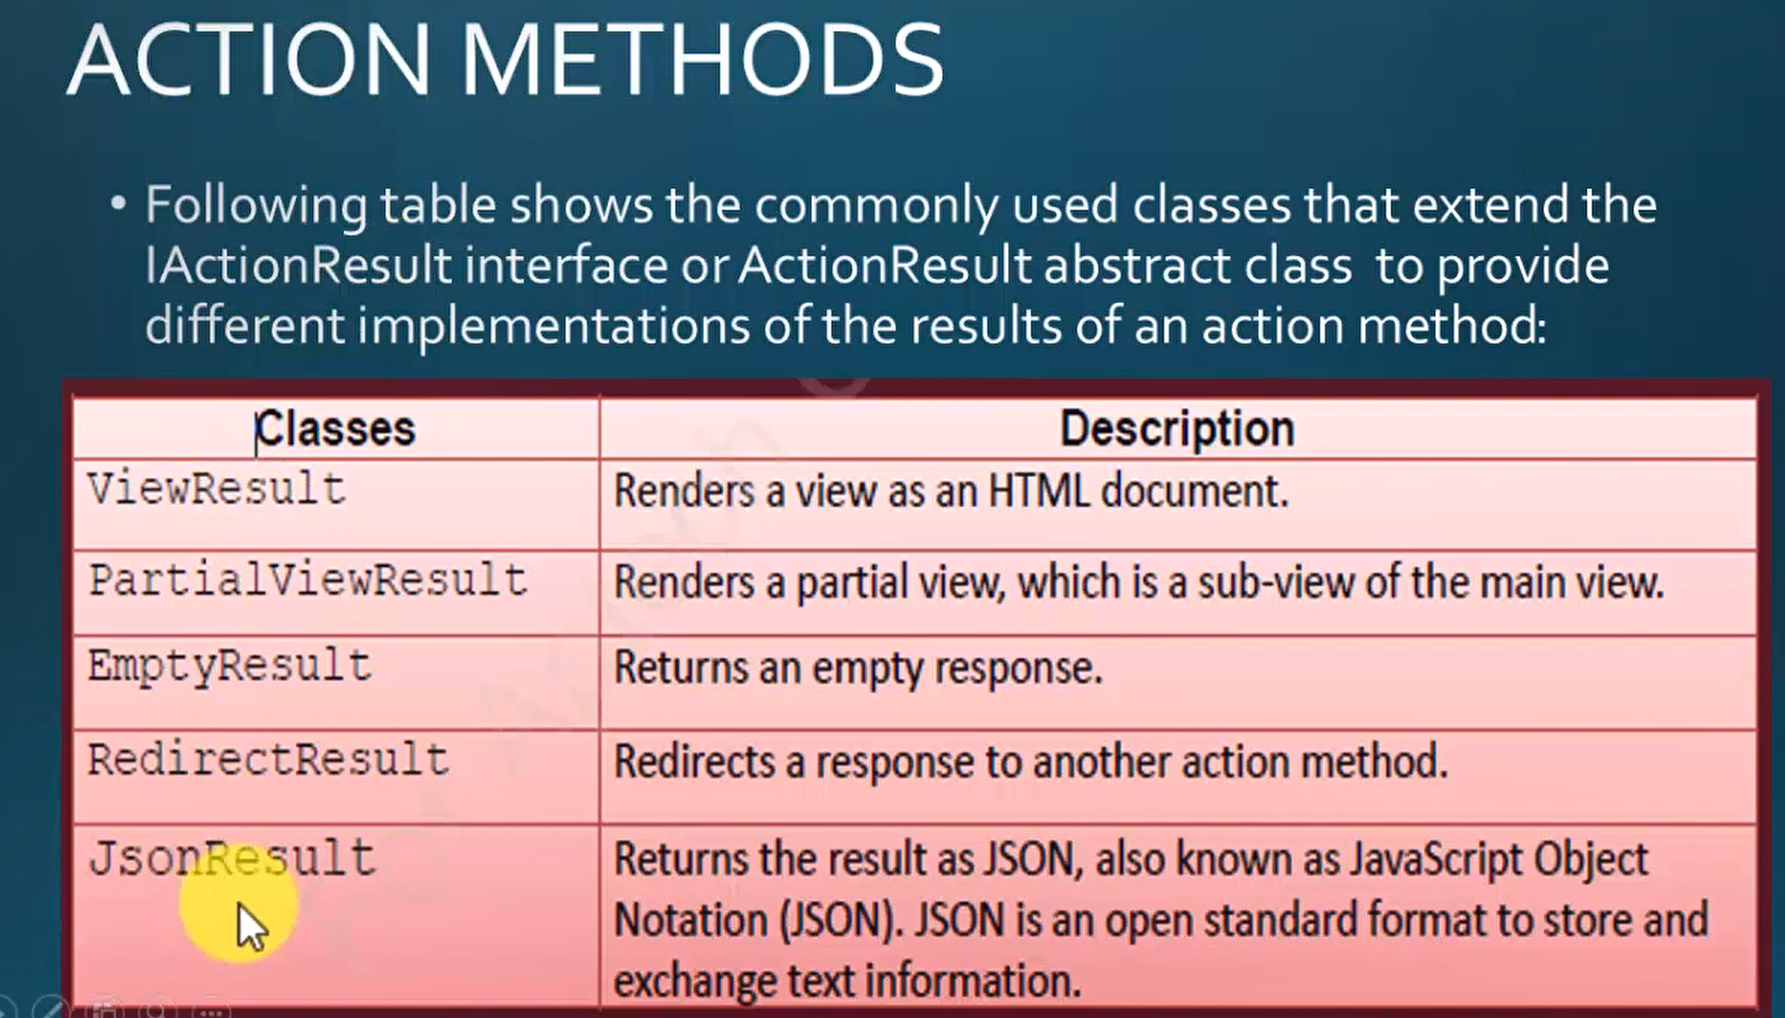 ACTION METHODS
• Following table shows the commonly used classes that extend the
IActionResult interface or ActionResult abstract class to provide
different implementations of the results of an action method:
Classes Description
ViewResult Renders a view as an HTML document.
PartialViewResult Renders a partial view, which is a sub-view of the main view.
EmptyResult Returns an empty response.
RedirectResult Redirects a response to another action method.
JsonResult Returns the result as JSON, also known as JavaScript Object
Notation (JSON). JSON is an open standard format to store and
exchange text information.